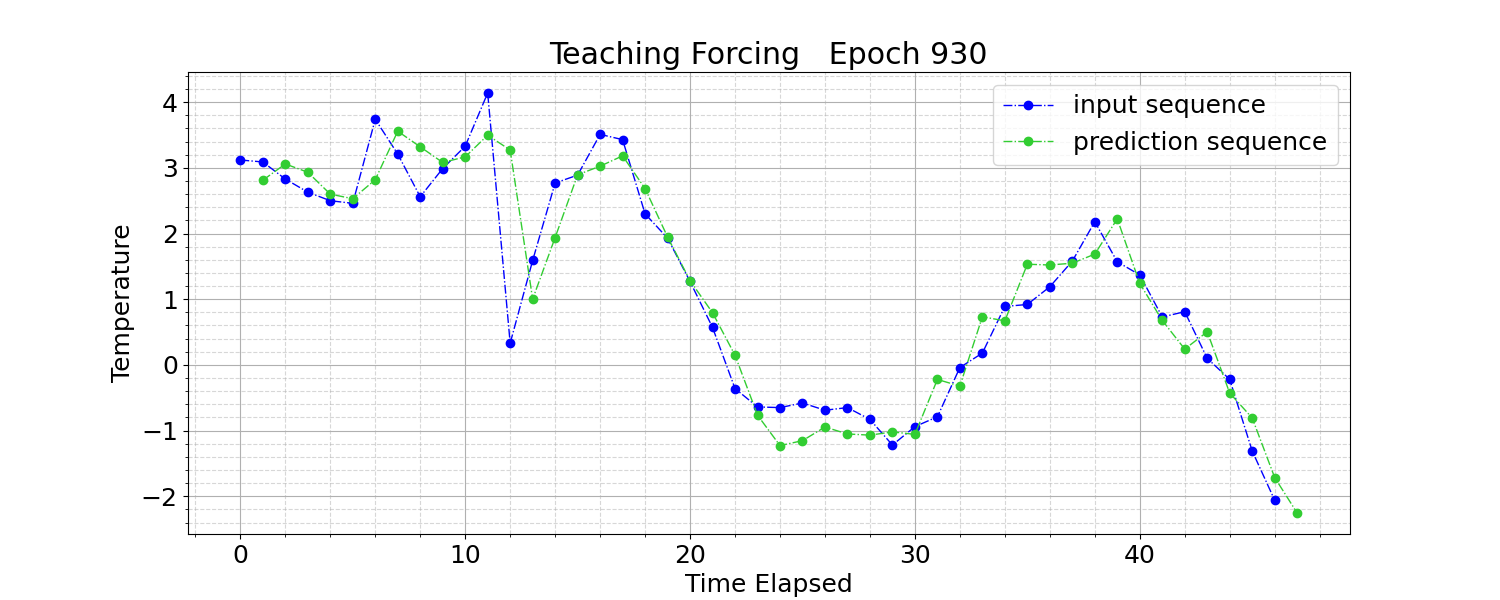 Teaching Forcing   Epoch 930
input sequence
prediction sequence
Temperature
4
3
2
1
0
−1
−2
0 10 20 30 40
Time Elapsed